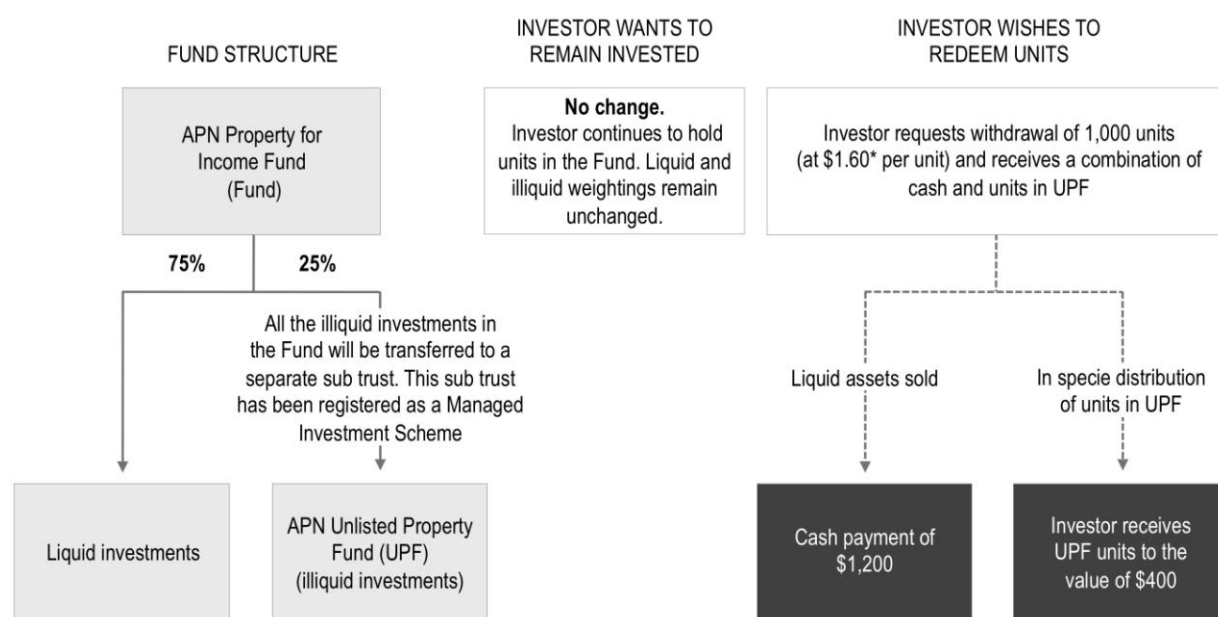 FUND STRUCTURE
INVESTOR WANTS TO
REMAIN INVESTED
INVESTOR WISHES TO
REDEEM UNITS
APN Property for
Income Fund
(Fund)
No change.
Investor continues to hold
units in the Fund. Liquid and
illiquid weightings remain
unchanged.
Investor requests withdrawal of 1,000 units
(at $1.60* per unit) and receives a combination of
cash and units in UPF
75%
25%
All the illiquid investments in
the Fund will be transferred to a
separate sub trust. This sub trust
has been registered as a Managed
Investment Scheme
Liquid assets sold
In specie distribution
of units in UPF
Liquid investments
APN Unlisted Property
Fund (UPF)
(illiquid investments)
Cash payment of
$1,200
Investor receives
UPF units to the
value of $400